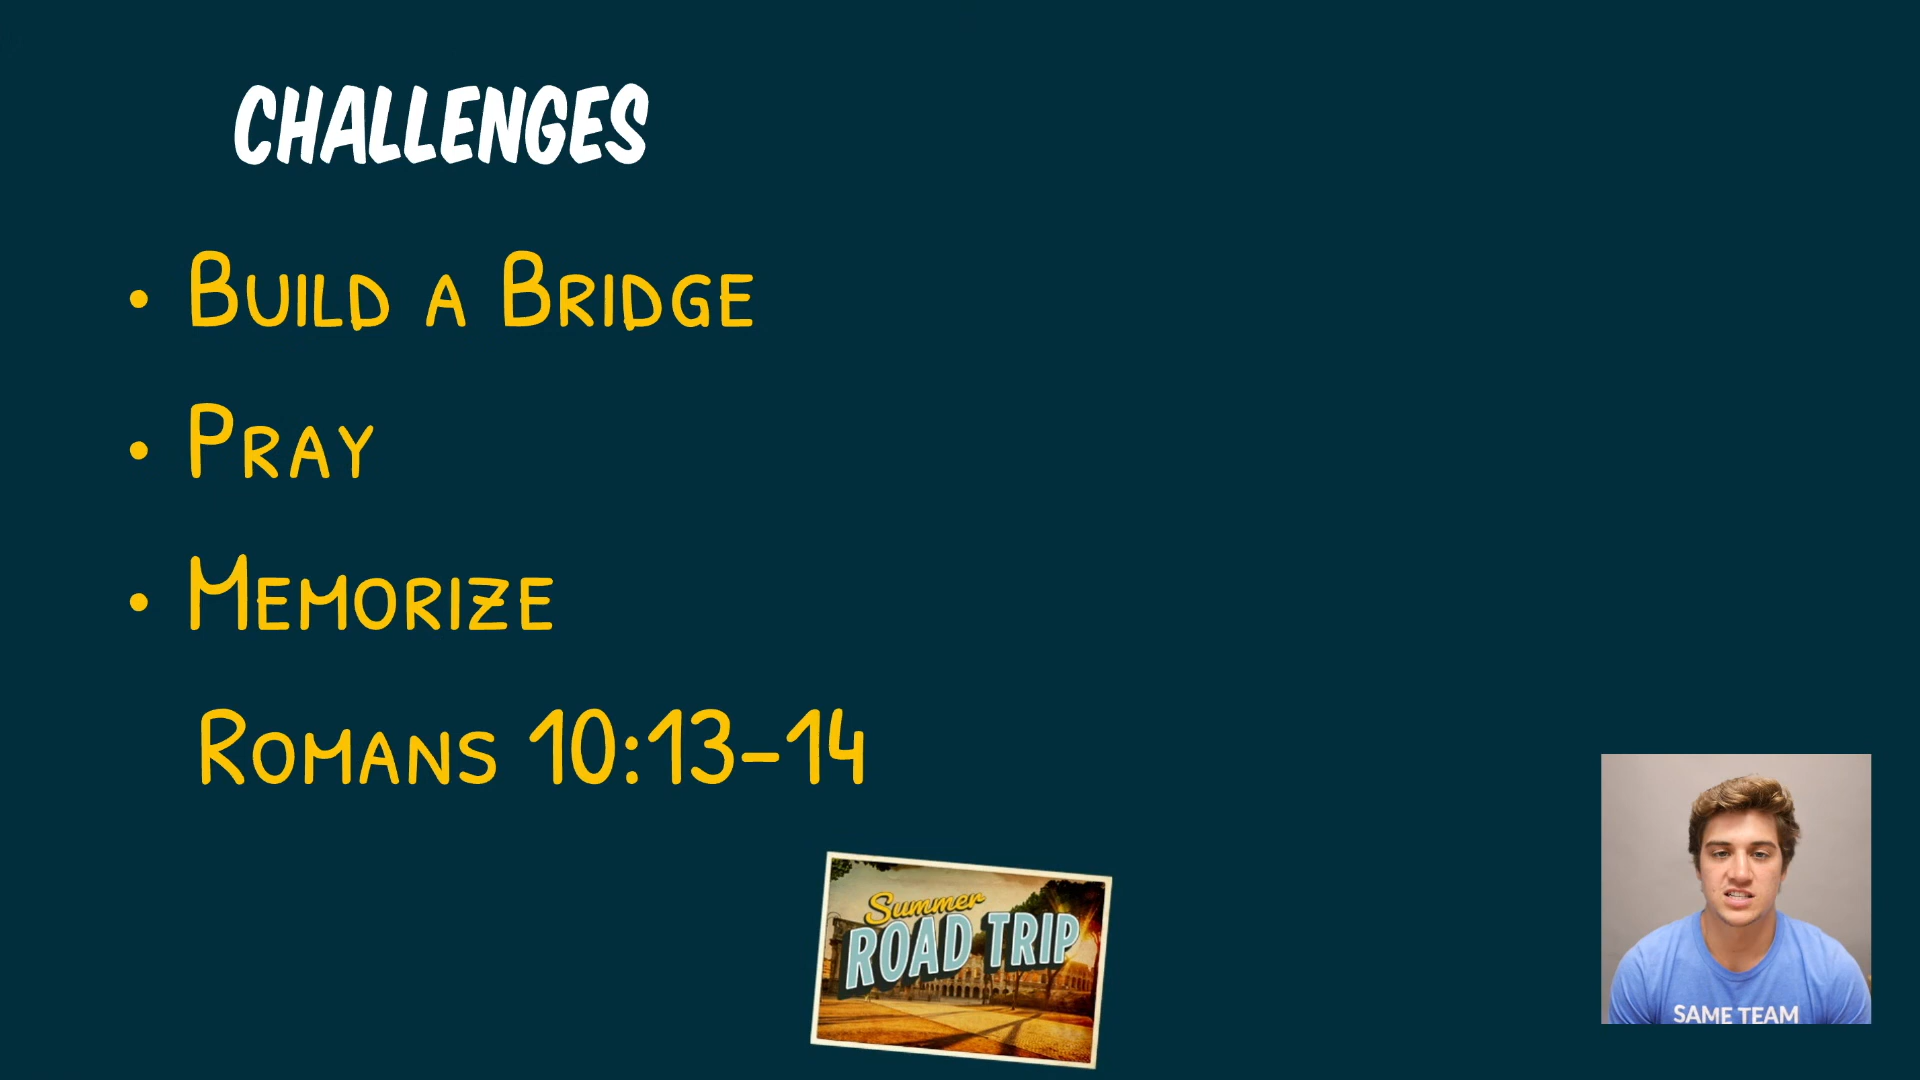 CHALLENGES
• BUILD A BRIDGE
• PRAY
• MEMORIZE
ROMANS 10:13-14
Summer
ROAD TRIP
SAME TEAM